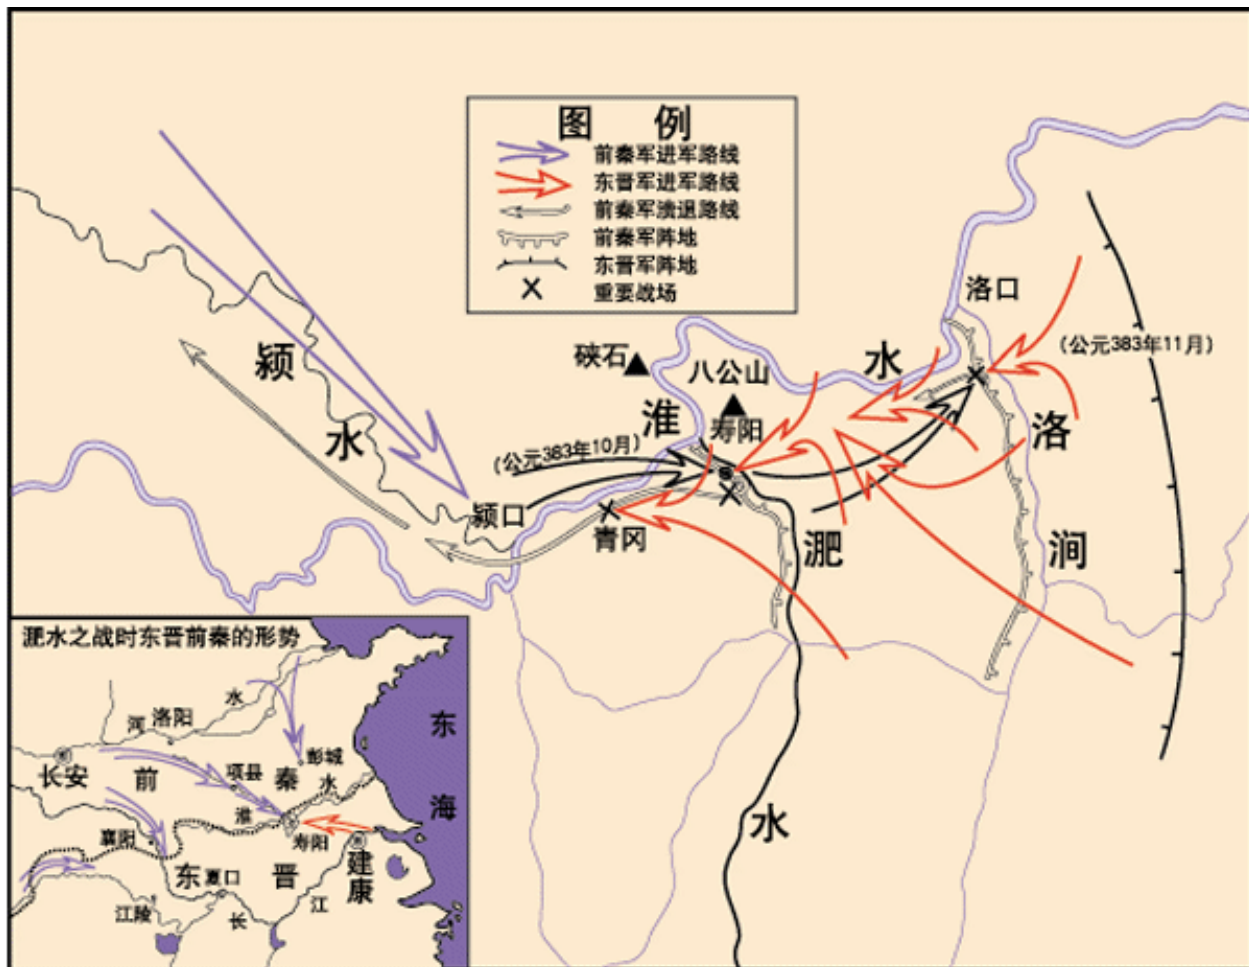 图 例
前秦军进军路线
东晋军进军路线
前秦军溃退路线
前秦军阵地
东晋军阵地
重要战场
洛口
(公元383年11月)
硖石
八公山
水
颍
水
淮
寿阳
洛
(公元383年10月)
颍口
青冈
淝
涧
水
淝水之战时东晋前秦的形势
水
河
洛阳
东
长安
前
项县
秦
彭城
水
海
淮
襄阳
寿阳
建康
东
夏口
晋
江陵
长
江